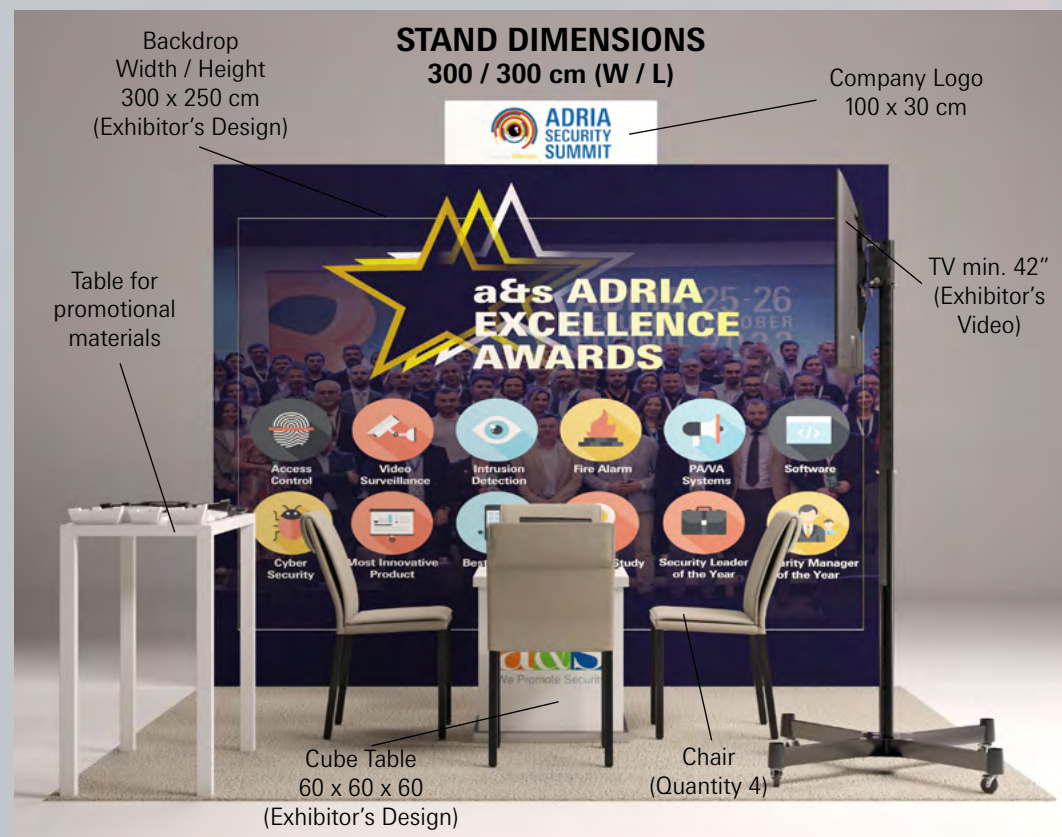 STAND DIMENSIONS
300 / 300 cm (W / L)
Backdrop
Width / Height
300 x 250 cm
(Exhibitor's Design)
Company Logo
100 x 30 cm
ADRIA
SECURITY
SUMMIT
Table for
promotional
materials
TV min. 42”
(Exhibitor's
Video)
25-26
a&s ADRIA
EXCELLENCE
AWARDS
Access
Control
Video
Surveillance
Intrusion
Detection
Fire Alarm
PA/VA
Systems
</>
Software
Cyber
Security
Most Innovative
Product
Best
Study
Security Leader
of the Year
urity Manager
of the Year
a&s
We Promote Security
Cube Table
60 x 60 x 60
(Exhibitor's Design)
Chair
(Quantity 4)